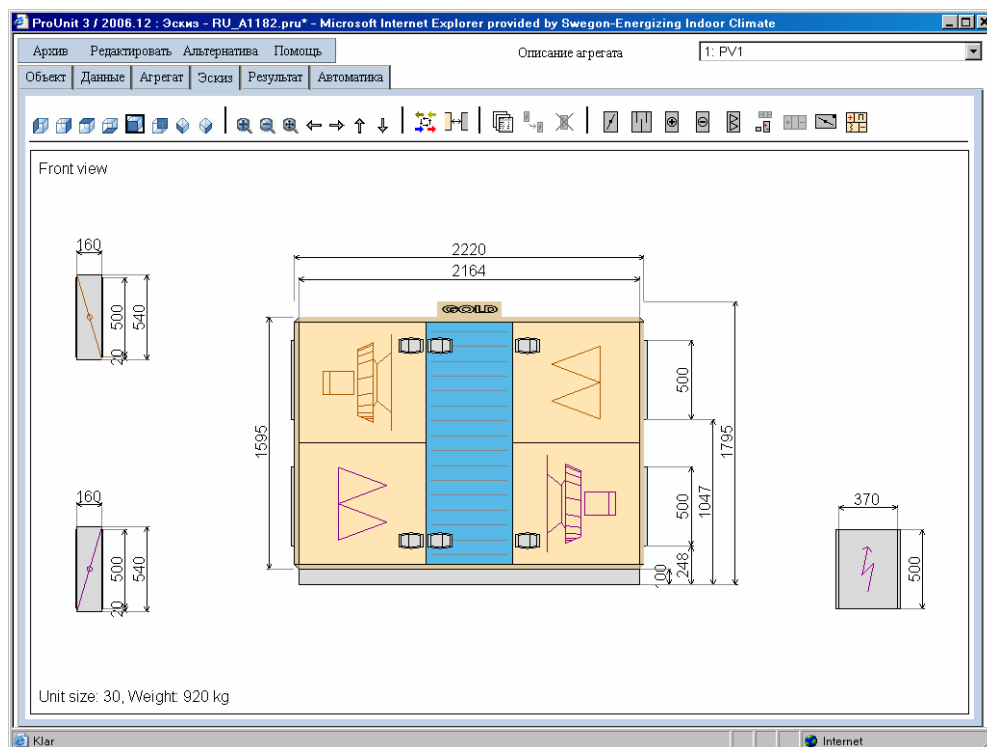 ProUnit 3 / 2006.12 : Эскиз - RU_A1182.pru* - Microsoft Internet Explorer provided by Swegon-Energizing Indoor Climate
Архив Редактировать Альтернатива Помощь
Описание агрегата
1: PV1
Объект Данные Агрегат Эскиз Результат Автоматика
Front view
160
500
540
20
2220
2164
GOLD
1595
500
1795
1047
500
248
100
160
500
540
20
370
500
Unit size: 30, Weight: 920 kg
Klar
Internet